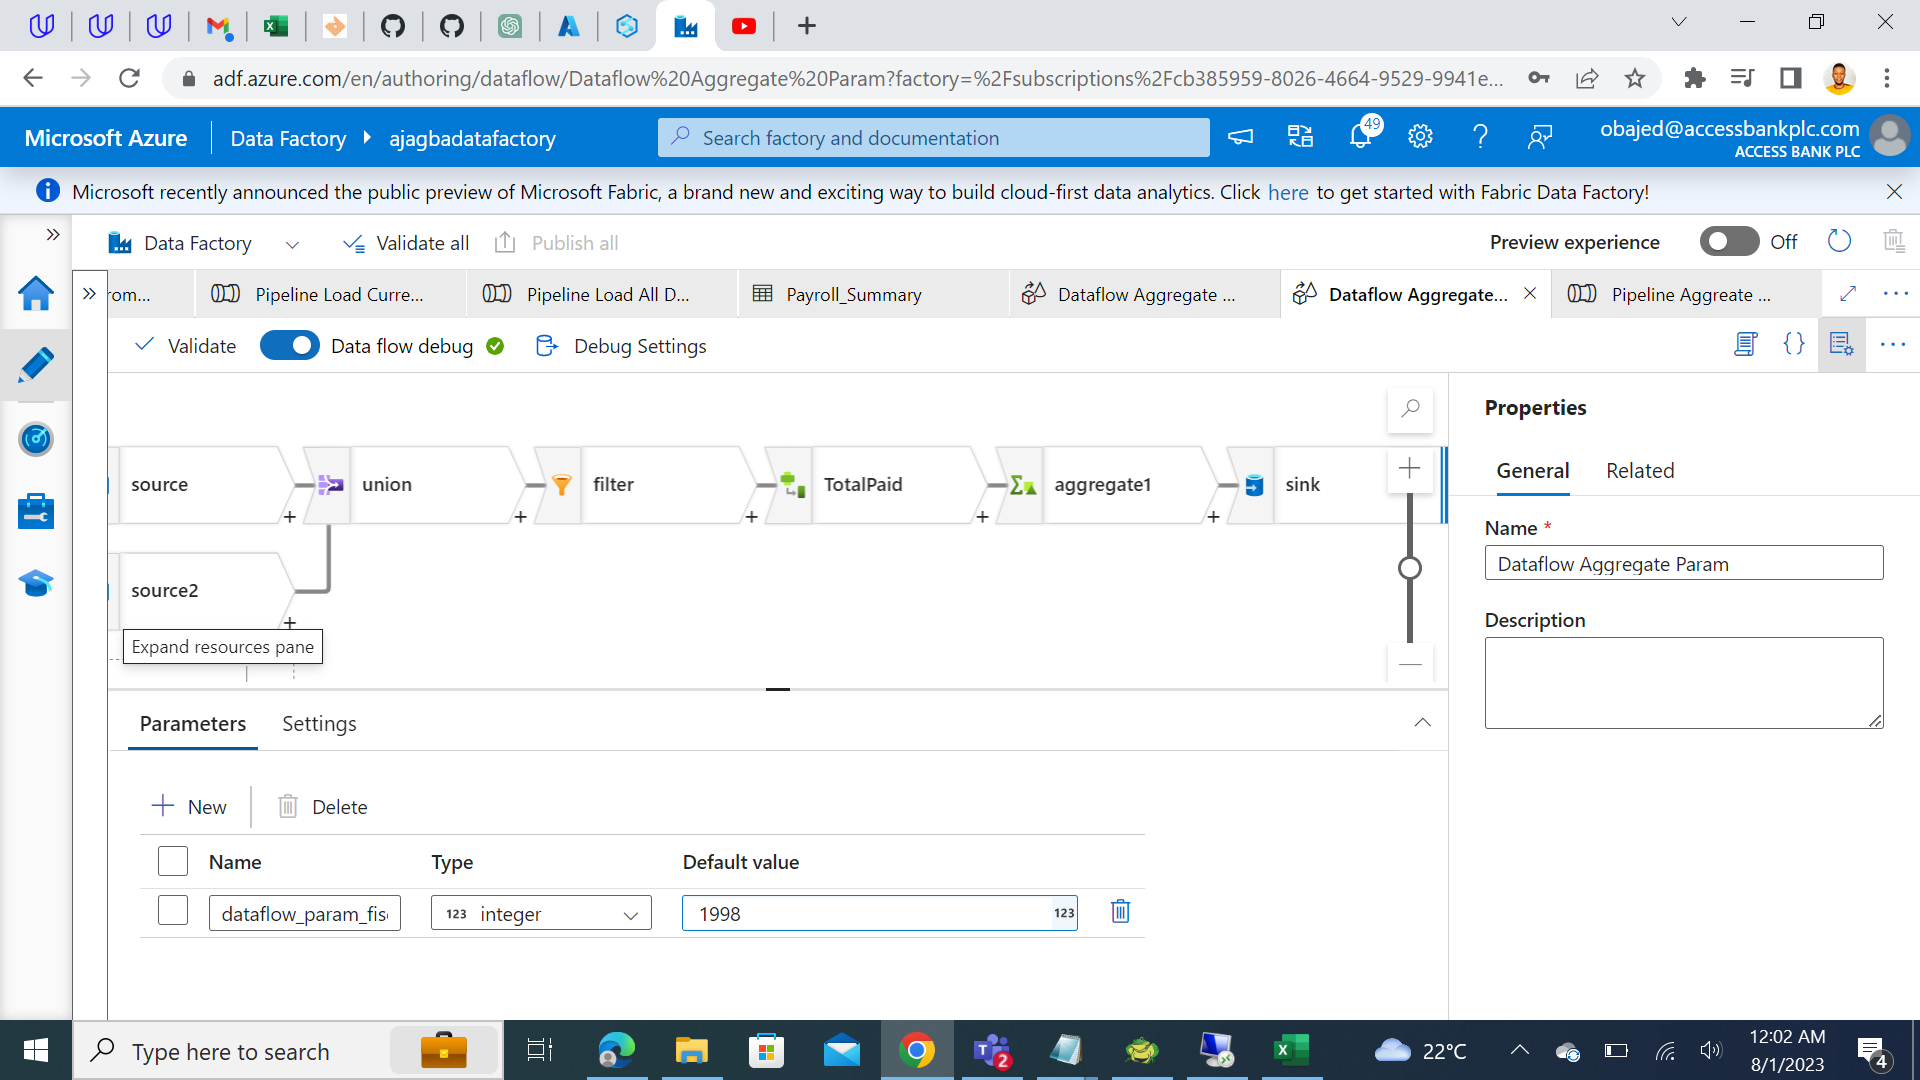 adf.azure.com/en/authoring/dataflow/Dataflow%20Aggregate%20Param?factory=%2Fsubscriptions%2Fcb385959-8026-4664-9529-9941e...
Microsoft Azure
Data Factory
ajagbadatafactory
Search factory and documentation
49
obajed@accessbankplc.com
ACCESS BANK PLC
Microsoft recently announced the public preview of Microsoft Fabric, a brand new and exciting way to build cloud-first data analytics. Click here to get started with Fabric Data Factory!
Data Factory
Validate all
Publish all
Preview experience
Off
rom...
Pipeline Load Curre...
Pipeline Load All D...
Payroll_Summary
Dataflow Aggregate ...
Dataflow Aggregate...
Pipeline Aggreate ...
Validate
Data flow debug
Debug Settings
source
union
filter
TotalPaid
aggregate1
sink
source2
Expand resources pane
Properties
General
Related
Name *
Dataflow Aggregate Param
Description
Parameters
Settings
New
Delete
Name
Type
Default value
dataflow_param_fis
123 integer
1998
123
Type here to search
2
22°C
12:02 AM
8/1/2023
4